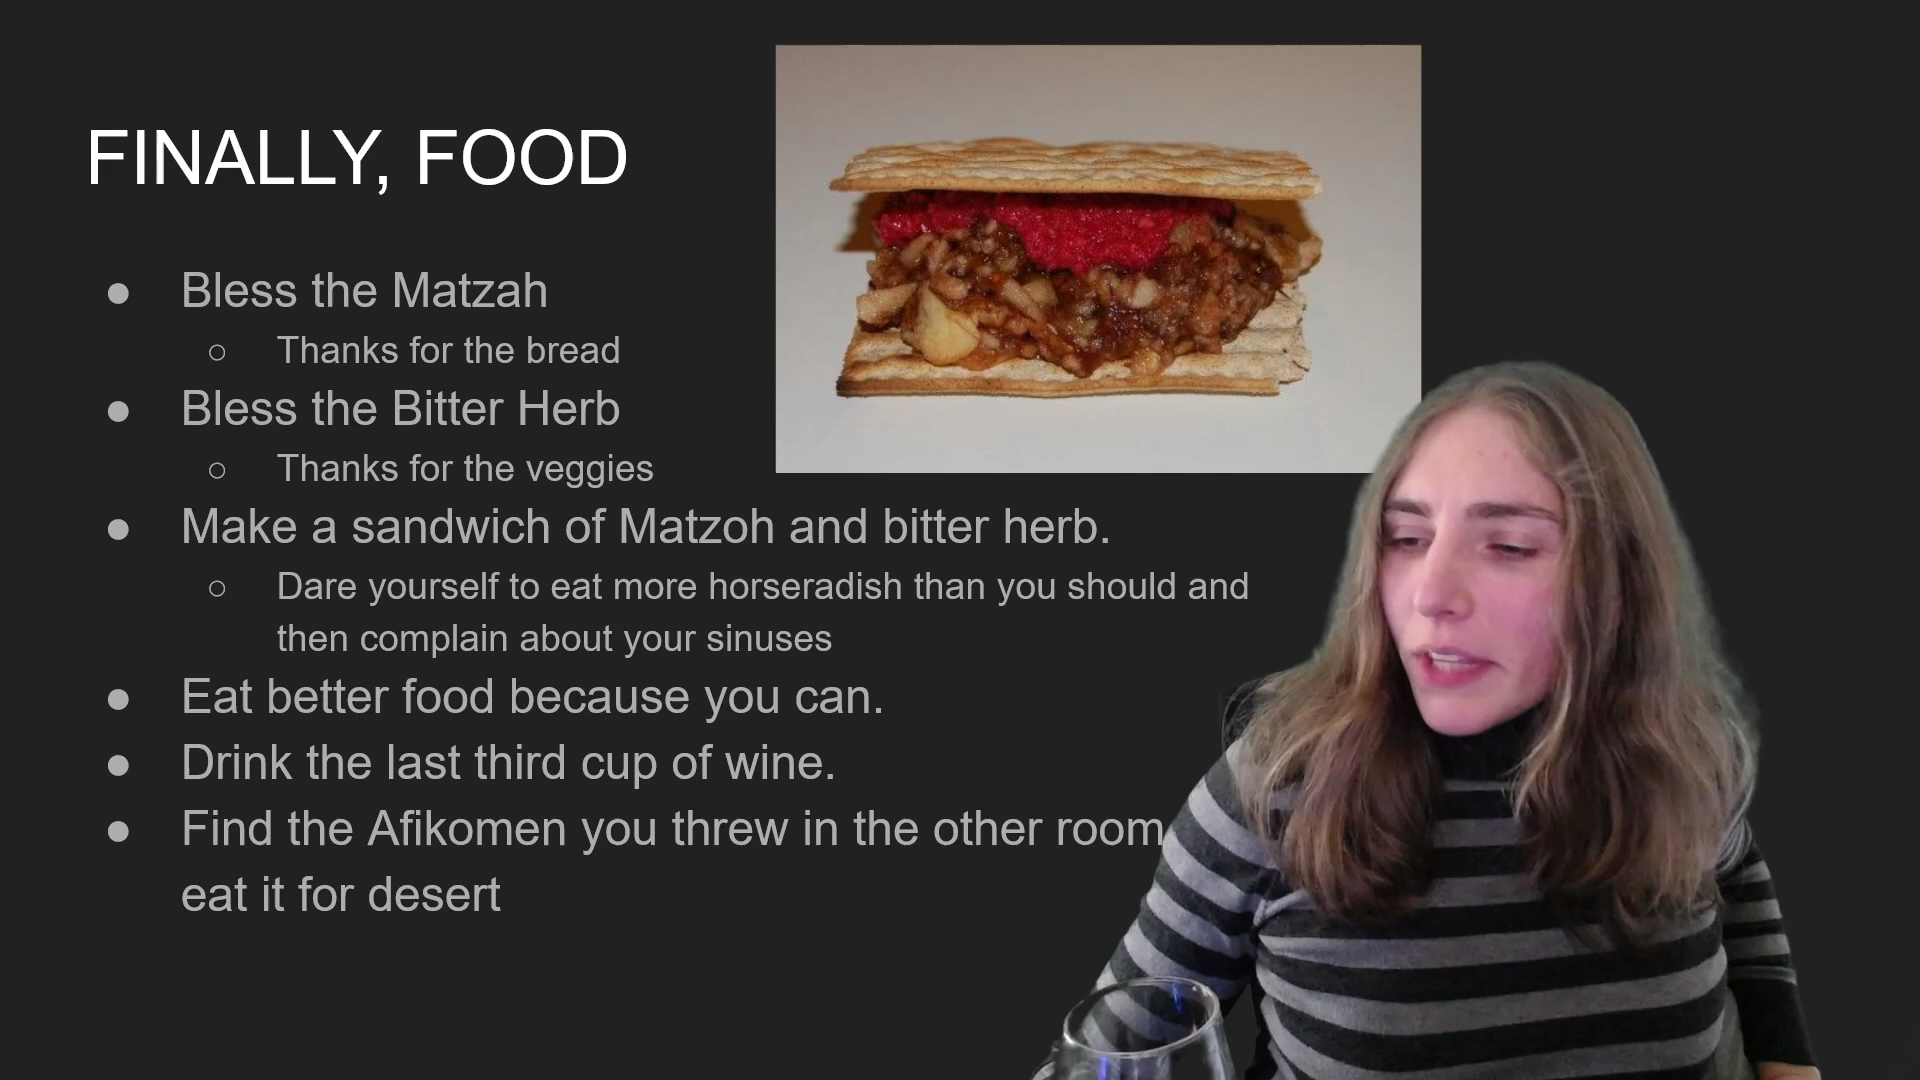 FINALLY, FOOD
● Bless the Matzah
○ Thanks for the bread
● Bless the Bitter Herb
○ Thanks for the veggies
● Make a sandwich of Matzoh and bitter herb.
○ Dare yourself to eat more horseradish than you should and
then complain about your sinuses
● Eat better food because you can.
● Drink the last third cup of wine.
● Find the Afikomen you threw in the other room
eat it for desert